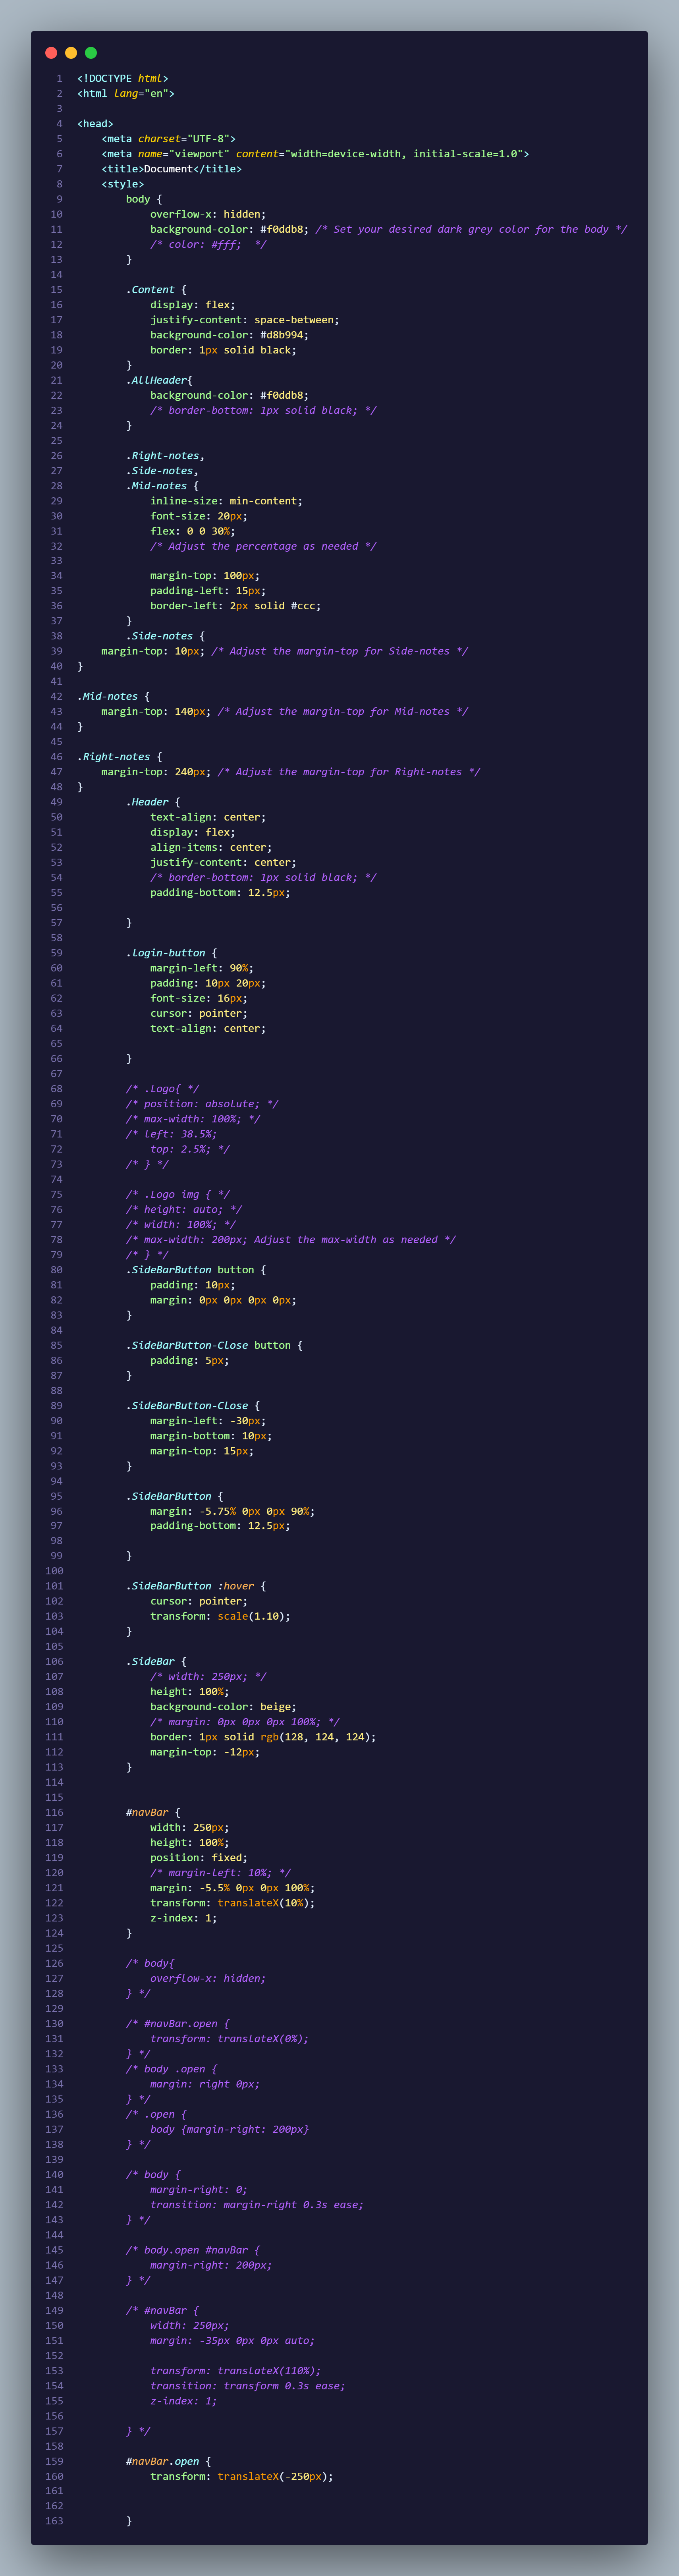 1 <!DOCTYPE html>
2 <html lang="en">
3
4 <head>
5     <meta charset="UTF-8">
6     <meta name="viewport" content="width=device-width, initial-scale=1.0">
7     <title>Document</title>
8     <style>
9         body {
10             overflow-x: hidden;
11             background-color: #f0ddb8; /* Set your desired dark grey color for the body */
12             /* color: #fff;  */
13         }
14
15         .Content {
16             display: flex;
17             justify-content: space-between;
18             background-color: #d8b994;
19             border: 1px solid black;
20         }
21         .AllHeader{
22             background-color: #f0ddb8;
23             /* border-bottom: 1px solid black; */
24         }
25
26         .Right-notes,
27         .Side-notes,
28         .Mid-notes {
29             inline-size: min-content;
30             font-size: 20px;
31             flex: 0 0 30%;
32             /* Adjust the percentage as needed */
33
34             margin-top: 100px;
35             padding-left: 15px;
36             border-left: 2px solid #ccc;
37         }
38         .Side-notes {
39     margin-top: 10px; /* Adjust the margin-top for Side-notes */
40 }
41
42 .Mid-notes {
43     margin-top: 140px; /* Adjust the margin-top for Mid-notes */
44 }
45
46 .Right-notes {
47     margin-top: 240px; /* Adjust the margin-top for Right-notes */
48 }
49         .Header {
50             text-align: center;
51             display: flex;
52             align-items: center;
53             justify-content: center;
54             /* border-bottom: 1px solid black; */
55             padding-bottom: 12.5px;
56
57         }
58
59         .login-button {
60             margin-left: 90%;
61             padding: 10px 20px;
62             font-size: 16px;
63             cursor: pointer;
64             text-align: center;
65
66         }
67
68         /* .Logo{ */
69         /* position: absolute; */
70         /* max-width: 100%; */
71         /* left: 38.5%;
72             top: 2.5%; */
73         /* } */
74
75         /* .Logo img { */
76         /* height: auto; */
77         /* width: 100%; */
78         /* max-width: 200px; Adjust the max-width as needed */
79         /* } */
80         .SideBarButton button {
81             padding: 10px;
82             margin: 0px 0px 0px 0px;
83         }
84
85         .SideBarButton-Close button {
86             padding: 5px;
87         }
88
89         .SideBarButton-Close {
90             margin-left: -30px;
91             margin-bottom: 10px;
92             margin-top: 15px;
93         }
94
95         .SideBarButton {
96             margin: -5.75% 0px 0px 90%;
97             padding-bottom: 12.5px;
98
99         }
100
101         .SideBarButton :hover {
102             cursor: pointer;
103             transform: scale(1.10);
104         }
105
106         .SideBar {
107             /* width: 250px; */
108             height: 100%;
109             background-color: beige;
110             /* margin: 0px 0px 0px 100%; */
111             border: 1px solid rgb(128, 124, 124);
112             margin-top: -12px;
113         }
114
115
116         #navBar {
117             width: 250px;
118             height: 100%;
119             position: fixed;
120             /* margin-left: 10%; */
121             margin: -5.5% 0px 0px 100%;
122             transform: translateX(10%);
123             z-index: 1;
124         }
125
126         /* body{
127             overflow-x: hidden;
128         } */
129
130         /* #navBar.open {
131             transform: translateX(0%);
132         } */
133         /* body .open {
134             margin: right 0px;
135         } */
136         /* .open {
137             body {margin-right: 200px}
138         } */
139
140         /* body {
141             margin-right: 0;
142             transition: margin-right 0.3s ease;
143         } */
144
145         /* body.open #navBar {
146             margin-right: 200px;
147         } */
148
149         /* #navBar {
150             width: 250px;
151             margin: -35px 0px 0px auto;
152
153             transform: translateX(110%);
154             transition: transform 0.3s ease;
155             z-index: 1;
156
157         } */
158
159         #navBar.open {
160             transform: translateX(-250px);
161
162
163         }